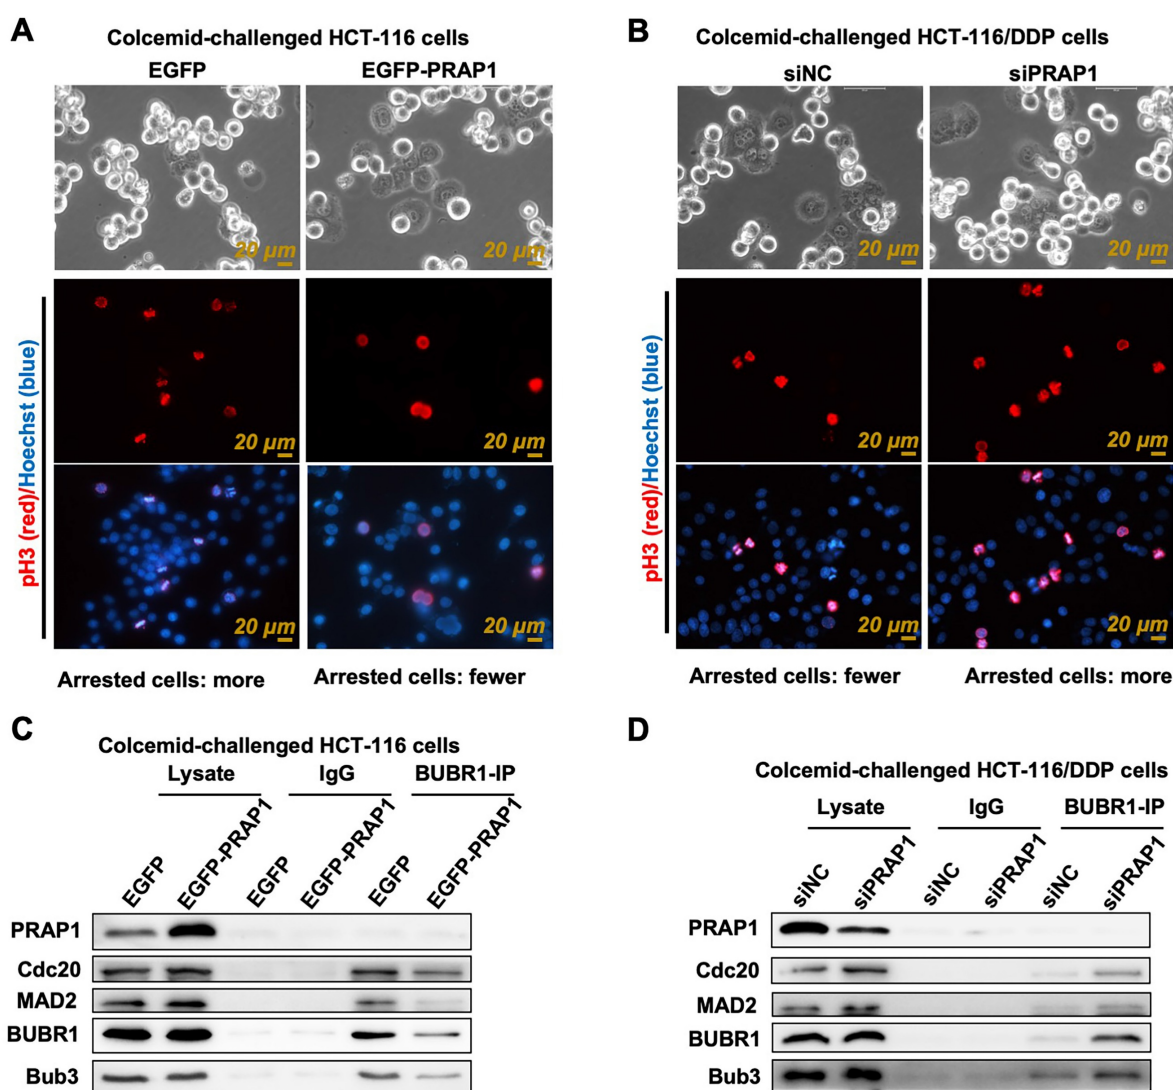 A
Colcemid-challenged HCT-116 cells
EGFP
EGFP-PRAP1
20 µm
20 µm
pH3 (red)/Hoechst (blue)
20 µm
20 µm
20 µm
20 µm
Arrested cells: more
Arrested cells: fewer
B
Colcemid-challenged HCT-116/DDP cells
siNC
siPRAP1
20 µm
20 µm
pH3 (red)/Hoechst (blue)
20 µm
20 µm
20 µm
20 µm
Arrested cells: fewer
Arrested cells: more
C
Colcemid-challenged HCT-116 cells
Lysate
IgG
BUBR1-IP
EGFP
EGFP-PRAP1
EGFP
EGFP-PRAP1
EGFP
EGFP-PRAP1
PRAP1
Cdc20
MAD2
BUBR1
Bub3
D
Colcemid-challenged HCT-116/DDP cells
Lysate
IgG
BUBR1-IP
siNC
siPRAP1
siNC
siPRAP1
siNC
siPRAP1
PRAP1
Cdc20
MAD2
BUBR1
Bub3